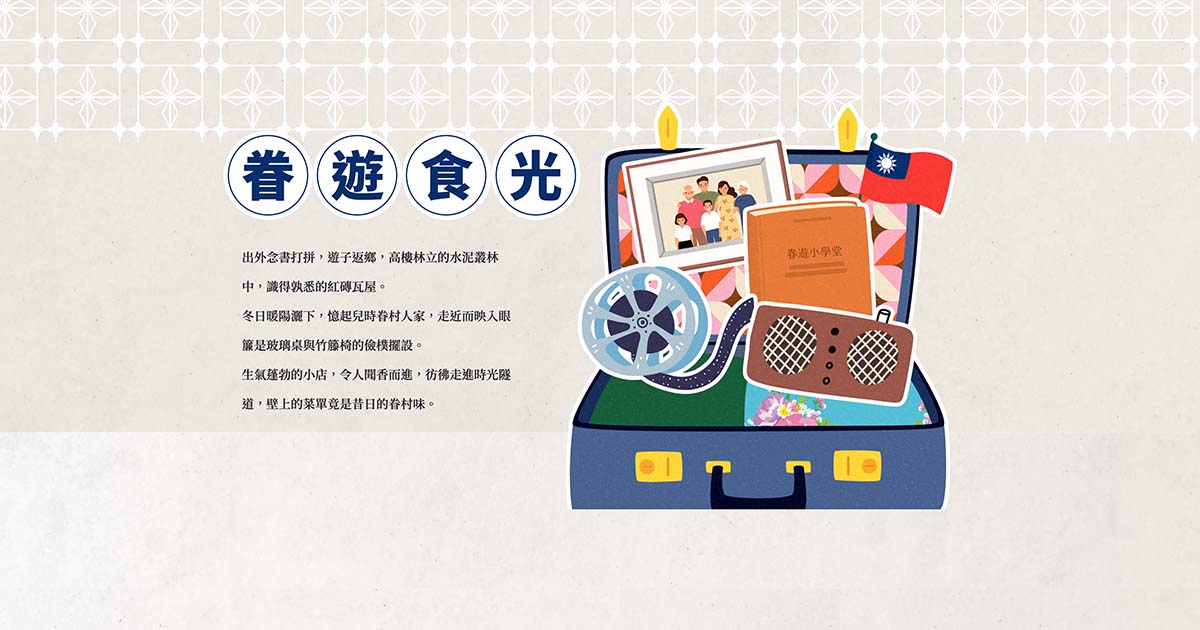 眷遊食光
出外念書打拼，遊子返鄉，高樓林立的水泥叢林
中，識得孰悉的紅磚瓦屋。
冬日暖陽灑下，憶起兒時眷村人家，走近而映入眼
簾是玻璃桌與竹籐椅的儉樸擺設。
生氣蓬勃的小店，令人聞香而進，彷彿走進時光隧
道，壁上的菜單竟是昔日的眷村味。
眷遊小學堂